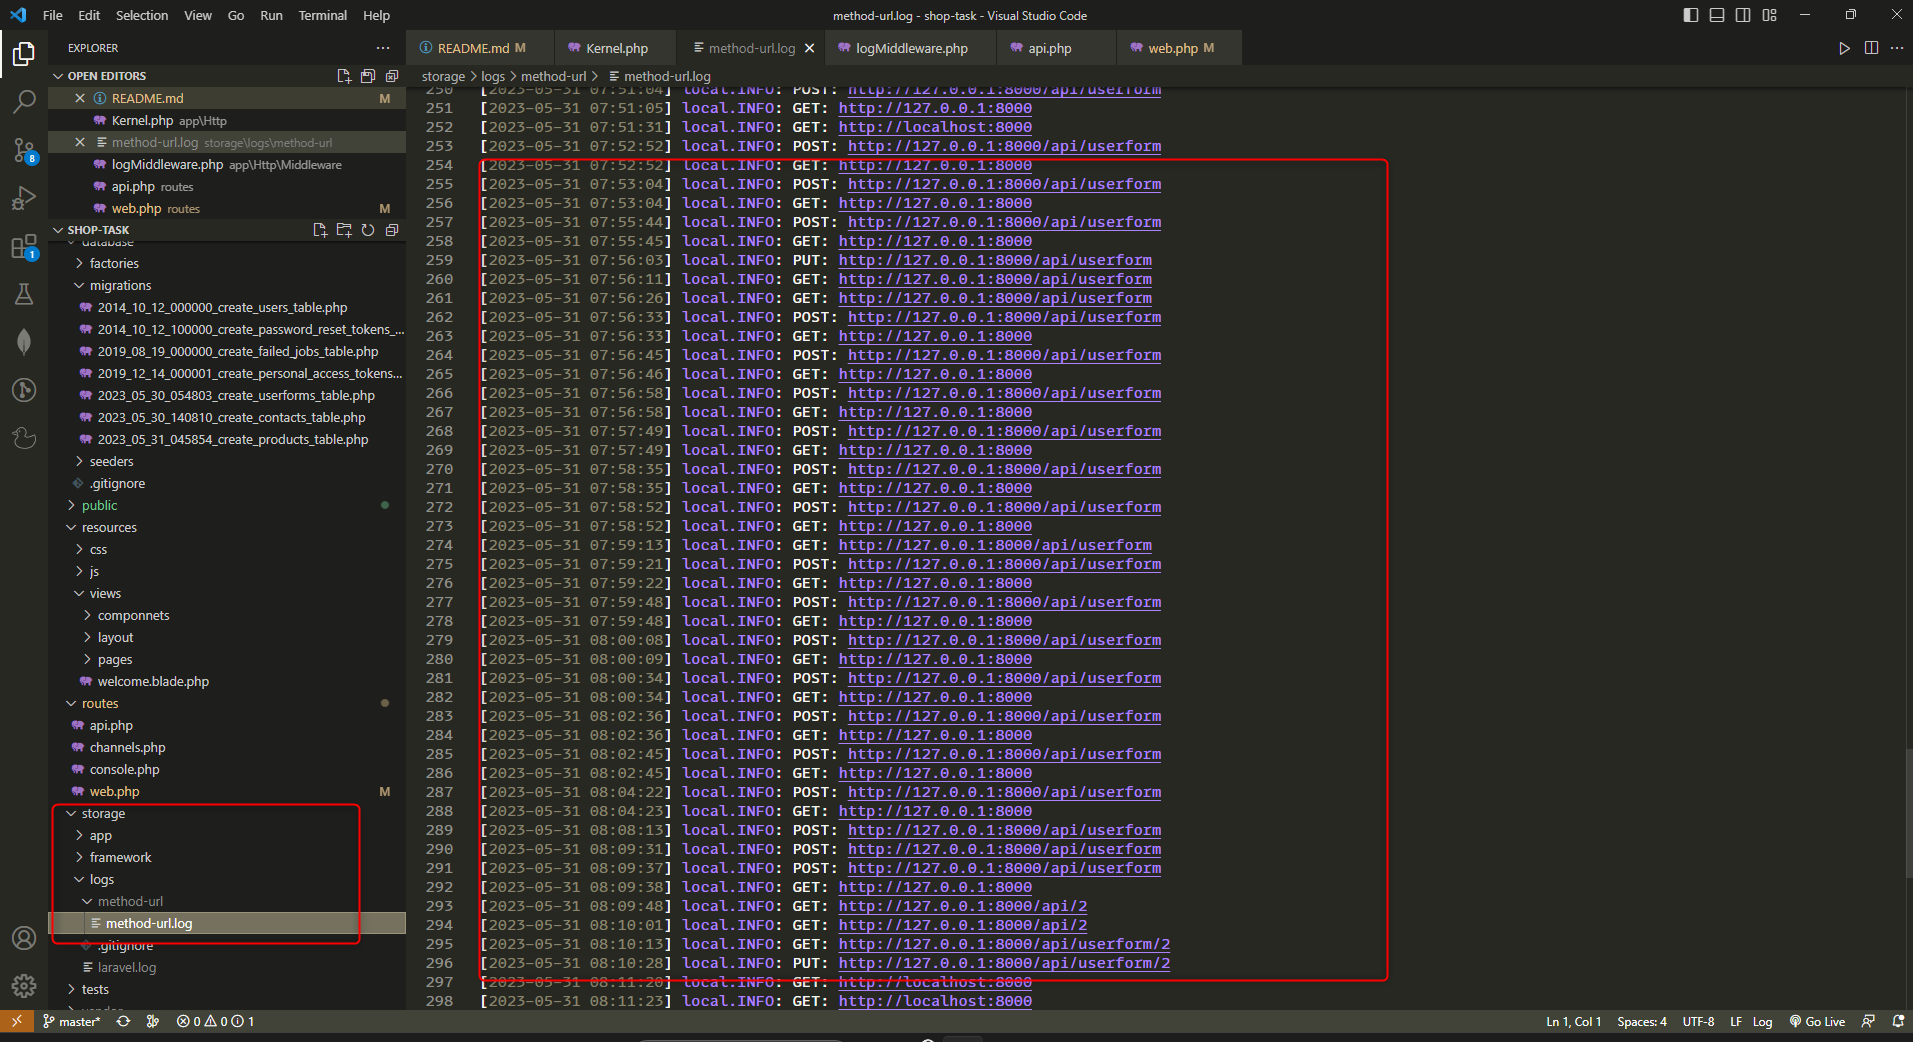 File Edit Selection View Go Run Terminal Help
method-url.log - shop-task - Visual Studio Code
EXPLORER
OPEN EDITORS
README.md M
Kernel.php app\Http
method-url.log storage\logs\method-url
logMiddleware.php app\Http\Middleware
api.php routes
web.php routes M
SHOP-TASK
database
factories
migrations
2014_10_12_000000_create_users_table.php
2014_10_12_100000_create_password_reset_tokens_...
2019_08_19_000000_create_failed_jobs_table.php
2019_12_14_000001_create_personal_access_tokens...
2023_05_30_054803_create_userforms_table.php
2023_05_30_140810_create_contacts_table.php
2023_05_31_045854_create_products_table.php
seeders
.gitignore
public
resources
css
js
views
componnets
layout
pages
welcome.blade.php
routes
api.php
channels.php
console.php
web.php M
storage
app
framework
logs
method-url
method-url.log
.gitignore
laravel.log
tests
8
1
README.md M Kernel.php method-url.log logMiddleware.php api.php web.php M
storage > logs > method-url > method-url.log
250 [2023-05-31 07:51:04] local.INFO: POST: http://127.0.0.1:8000/api/userform
251 [2023-05-31 07:51:05] local.INFO: GET: http://127.0.0.1:8000
252 [2023-05-31 07:51:31] local.INFO: GET: http://localhost:8000
253 [2023-05-31 07:52:52] local.INFO: POST: http://127.0.0.1:8000/api/userform
254 [2023-05-31 07:52:52] local.INFO: GET: http://127.0.0.1:8000
255 [2023-05-31 07:53:04] local.INFO: POST: http://127.0.0.1:8000/api/userform
256 [2023-05-31 07:53:04] local.INFO: GET: http://127.0.0.1:8000
257 [2023-05-31 07:55:44] local.INFO: POST: http://127.0.0.1:8000/api/userform
258 [2023-05-31 07:55:45] local.INFO: GET: http://127.0.0.1:8000
259 [2023-05-31 07:56:03] local.INFO: PUT: http://127.0.0.1:8000/api/userform
260 [2023-05-31 07:56:11] local.INFO: GET: http://127.0.0.1:8000/api/userform
261 [2023-05-31 07:56:26] local.INFO: GET: http://127.0.0.1:8000/api/userform
262 [2023-05-31 07:56:33] local.INFO: POST: http://127.0.0.1:8000/api/userform
263 [2023-05-31 07:56:33] local.INFO: GET: http://127.0.0.1:8000
264 [2023-05-31 07:56:45] local.INFO: POST: http://127.0.0.1:8000/api/userform
265 [2023-05-31 07:56:46] local.INFO: GET: http://127.0.0.1:8000
266 [2023-05-31 07:56:58] local.INFO: POST: http://127.0.0.1:8000/api/userform
267 [2023-05-31 07:56:58] local.INFO: GET: http://127.0.0.1:8000
268 [2023-05-31 07:57:49] local.INFO: POST: http://127.0.0.1:8000/api/userform
269 [2023-05-31 07:57:49] local.INFO: GET: http://127.0.0.1:8000
270 [2023-05-31 07:58:35] local.INFO: POST: http://127.0.0.1:8000/api/userform
271 [2023-05-31 07:58:35] local.INFO: GET: http://127.0.0.1:8000
272 [2023-05-31 07:58:52] local.INFO: POST: http://127.0.0.1:8000/api/userform
273 [2023-05-31 07:58:52] local.INFO: GET: http://127.0.0.1:8000
274 [2023-05-31 07:59:13] local.INFO: GET: http://127.0.0.1:8000/api/userform
275 [2023-05-31 07:59:21] local.INFO: POST: http://127.0.0.1:8000/api/userform
276 [2023-05-31 07:59:22] local.INFO: GET: http://127.0.0.1:8000
277 [2023-05-31 07:59:48] local.INFO: POST: http://127.0.0.1:8000/api/userform
278 [2023-05-31 07:59:48] local.INFO: GET: http://127.0.0.1:8000
279 [2023-05-31 08:00:08] local.INFO: POST: http://127.0.0.1:8000/api/userform
280 [2023-05-31 08:00:09] local.INFO: GET: http://127.0.0.1:8000
281 [2023-05-31 08:00:34] local.INFO: POST: http://127.0.0.1:8000/api/userform
282 [2023-05-31 08:00:34] local.INFO: GET: http://127.0.0.1:8000
283 [2023-05-31 08:02:36] local.INFO: POST: http://127.0.0.1:8000/api/userform
284 [2023-05-31 08:02:36] local.INFO: GET: http://127.0.0.1:8000
285 [2023-05-31 08:02:45] local.INFO: POST: http://127.0.0.1:8000/api/userform
286 [2023-05-31 08:02:45] local.INFO: GET: http://127.0.0.1:8000
287 [2023-05-31 08:04:22] local.INFO: POST: http://127.0.0.1:8000/api/userform
288 [2023-05-31 08:04:23] local.INFO: GET: http://127.0.0.1:8000
289 [2023-05-31 08:08:13] local.INFO: POST: http://127.0.0.1:8000/api/userform
290 [2023-05-31 08:09:31] local.INFO: POST: http://127.0.0.1:8000/api/userform
291 [2023-05-31 08:09:37] local.INFO: POST: http://127.0.0.1:8000/api/userform
292 [2023-05-31 08:09:38] local.INFO: GET: http://127.0.0.1:8000
293 [2023-05-31 08:09:48] local.INFO: GET: http://127.0.0.1:8000/api/2
294 [2023-05-31 08:10:01] local.INFO: GET: http://127.0.0.1:8000/api/2
295 [2023-05-31 08:10:13] local.INFO: GET: http://127.0.0.1:8000/api/userform/2
296 [2023-05-31 08:10:28] local.INFO: PUT: http://127.0.0.1:8000/api/userform/2
297 [2023-05-31 08:11:20] local.INFO: GET: http://localhost:8000
298 [2023-05-31 08:11:23] local.INFO: GET: http://localhost:8000
master* 0 0 1
Ln 1, Col 1 Spaces: 4 UTF-8 LF Log Go Live